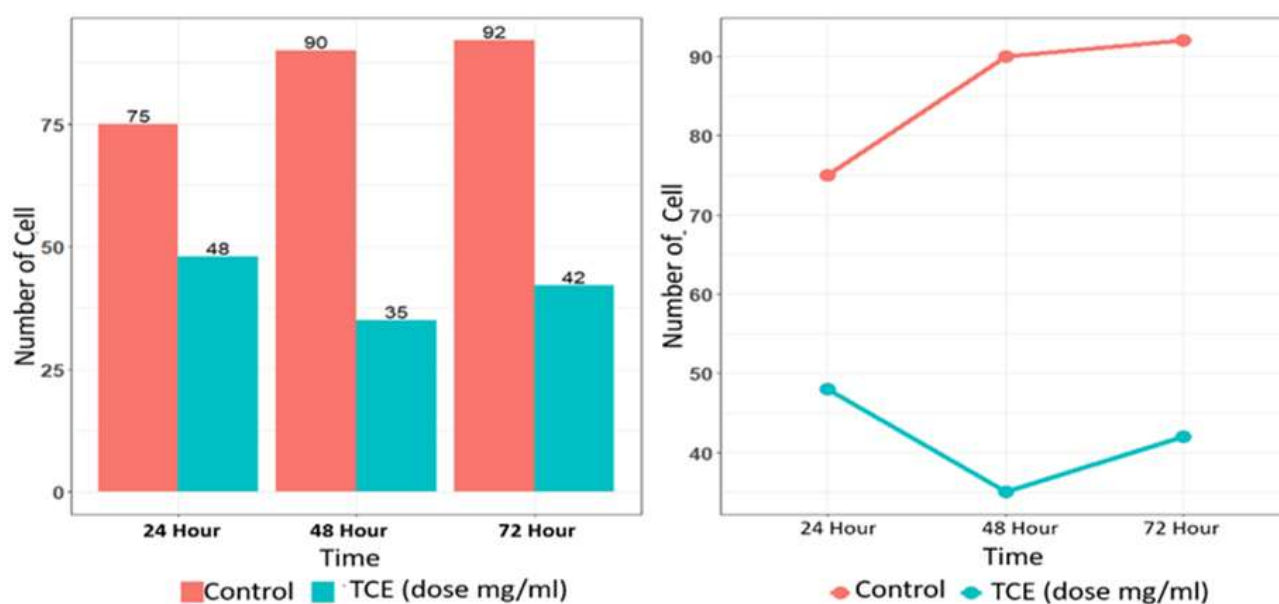 92
90
75
75
48
50
42
35
25
0
Number of Cell
24 Hour
48 Hour
72 Hour
Time
Control
TCE (dose mg/ml)
90
80
70
60
50
40
Number of Cell
24 Hour
48 Hour
72 Hour
Time
Control
TCE (dose mg/ml)